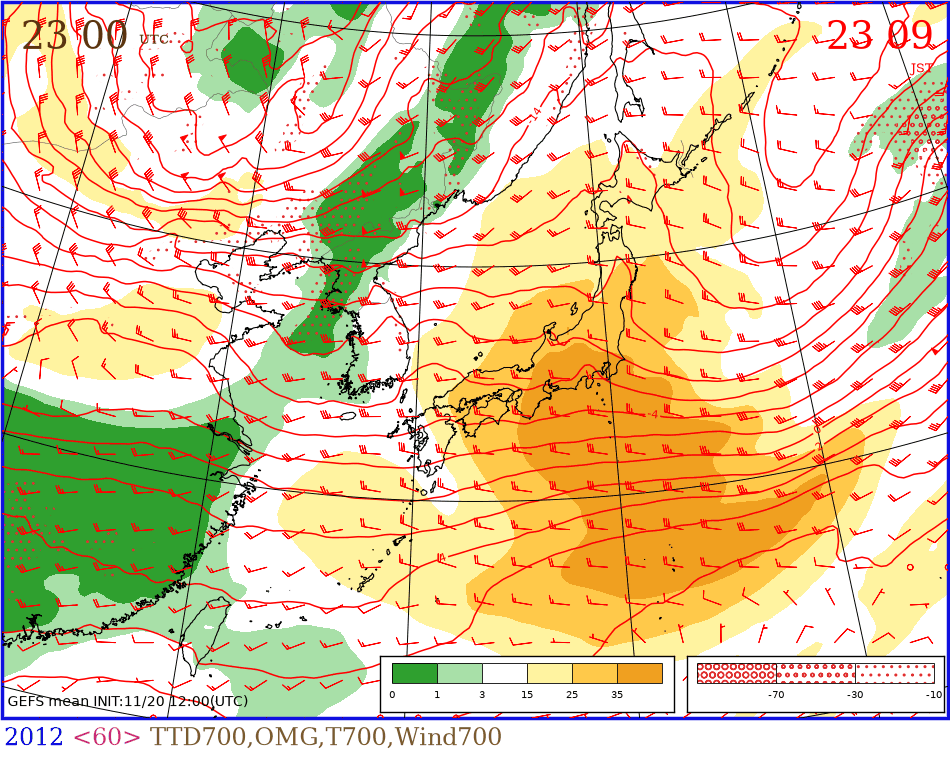 23 00 UTC
23 09
JST
-4
-4
0
0 1 3 15 25 35
-70 -30 -10
GEFS mean INIT:11/20 12:00(UTC)
2012 <60> TTD700,OMG,T700,Wind700